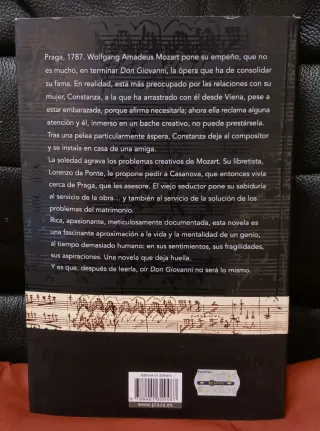 Praga, 1787. Wolfgang Amadeus Mozart pone su empeño, que no
es mucho, en terminar Don Giovanni, la ópera que ha de consolidar
su fama. En realidad, está más preocupado por las relaciones con su
mujer, Constanza, a la que ha arrastrado con él desde Viena, pese a
estar embarazada, porque afirma necesitarla; ahora ella reclama alguna
atención y él, inmerso en un bache creativo, no puede prestársela.
Tras una pelea particularmente áspera, Constanza deja al compositor
y se instala en casa de una amiga.
La soledad agrava los problemas creativos de Mozart. Su libretista,
Lorenzo da Ponte, le propone pedir a Casanova, que entonces vivía
cerca de Praga, que les asesore. El viejo seductor pone su sabiduría
al servicio de la obra... y también al servicio de la solución de los
problemas del matrimonio.
Rica, apasionante, meticulosamente documentada, esta novela es
una fascinante aproximación a la vida y la mentalidad de un genio,
al tiempo demasiado humano: en sus sentimientos, sus fragilidades,
sus aspiraciones. Una novela que deja huella.
Y es que, después de leerla, oír Don Giovanni no será lo mismo.
www.plaza.es